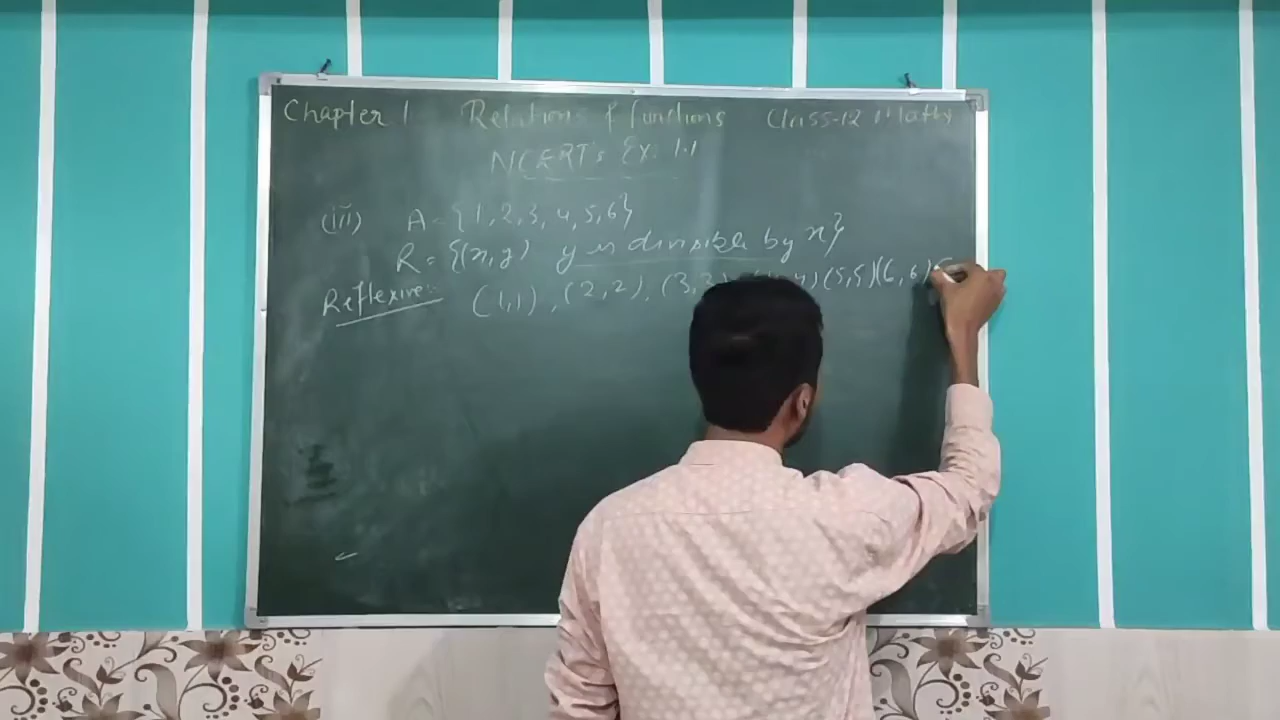 Chapter 1 Relations & functions Class-12 Maths
NCERT's Ex. 1.1
(iii) A = {1,2,3,4,5,6}
R = {(x,y) y is divisible by x}
Reflexive:- (1,1), (2,2), (3,3) 4) (5,5)(6,6)